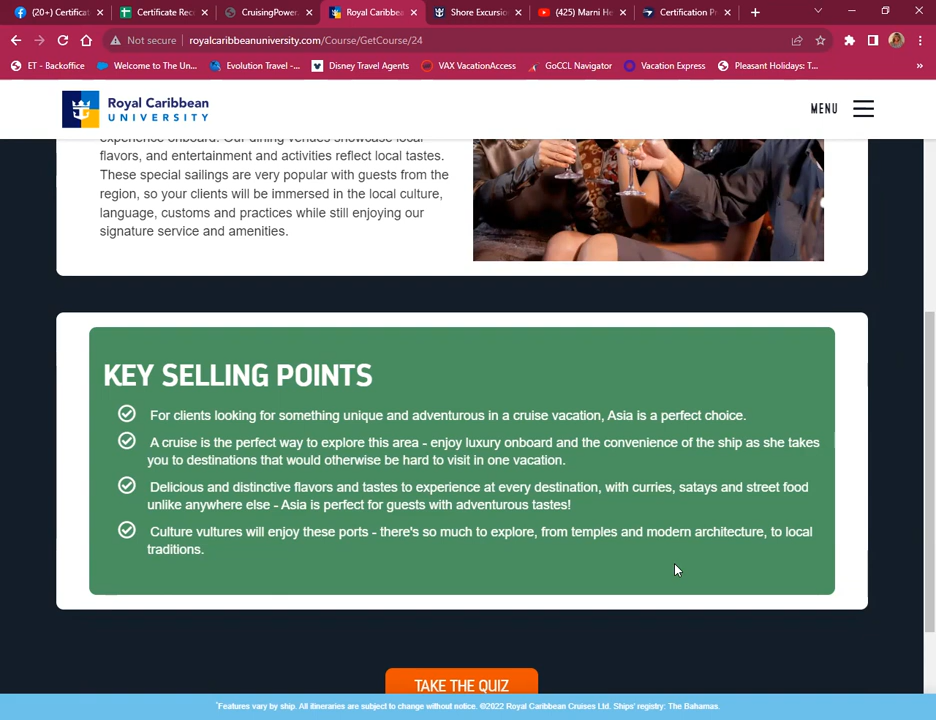 (20+) Certificat
Certificate Rec
CruisingPower.
Royal Caribbea
Shore Excursio
(425) Marni He
Certification Pr
Not secure
royalcaribbeanuniversity.com/Course/GetCourse/24
ET - Backoffice
Welcome to The Un...
Evolution Travel -...
Disney Travel Agents
VAX VacationAccess
GoCCL Navigator
Vacation Express
Pleasant Holidays: T...
»
Royal Caribbean
UNIVERSITY
MENU
experience onboard. Our dining venues showcase local
flavors, and entertainment and activities reflect local tastes.
These special sailings are very popular with guests from the
region, so your clients will be immersed in the local culture,
language, customs and practices while still enjoying our
signature service and amenities.
KEY SELLING POINTS
For clients looking for something unique and adventurous in a cruise vacation, Asia is a perfect choice.
A cruise is the perfect way to explore this area - enjoy luxury onboard and the convenience of the ship as she takes
you to destinations that would otherwise be hard to visit in one vacation.
Delicious and distinctive flavors and tastes to experience at every destination, with curries, satays and street food
unlike anywhere else - Asia is perfect for guests with adventurous tastes!
Culture vultures will enjoy these ports - there's so much to explore, from temples and modern architecture, to local
traditions.
TAKE THE QUIZ
*Features vary by ship. All itineraries are subject to change without notice. ©2022 Royal Caribbean Cruises Ltd. Ships' registry: The Bahamas.